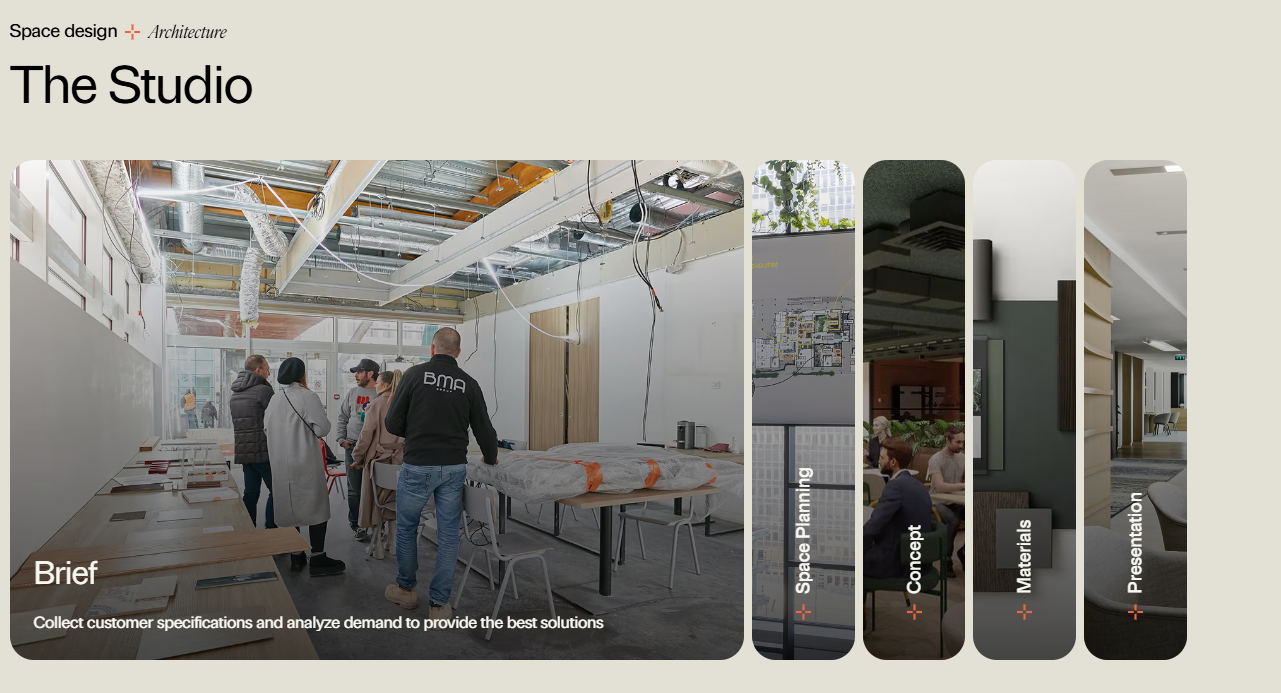 Space design Architecture
The Studio
BMA
Brief
Collect customer specifications and analyze demand to provide the best solutions
Space Planning
Concept
Materials
Presentation